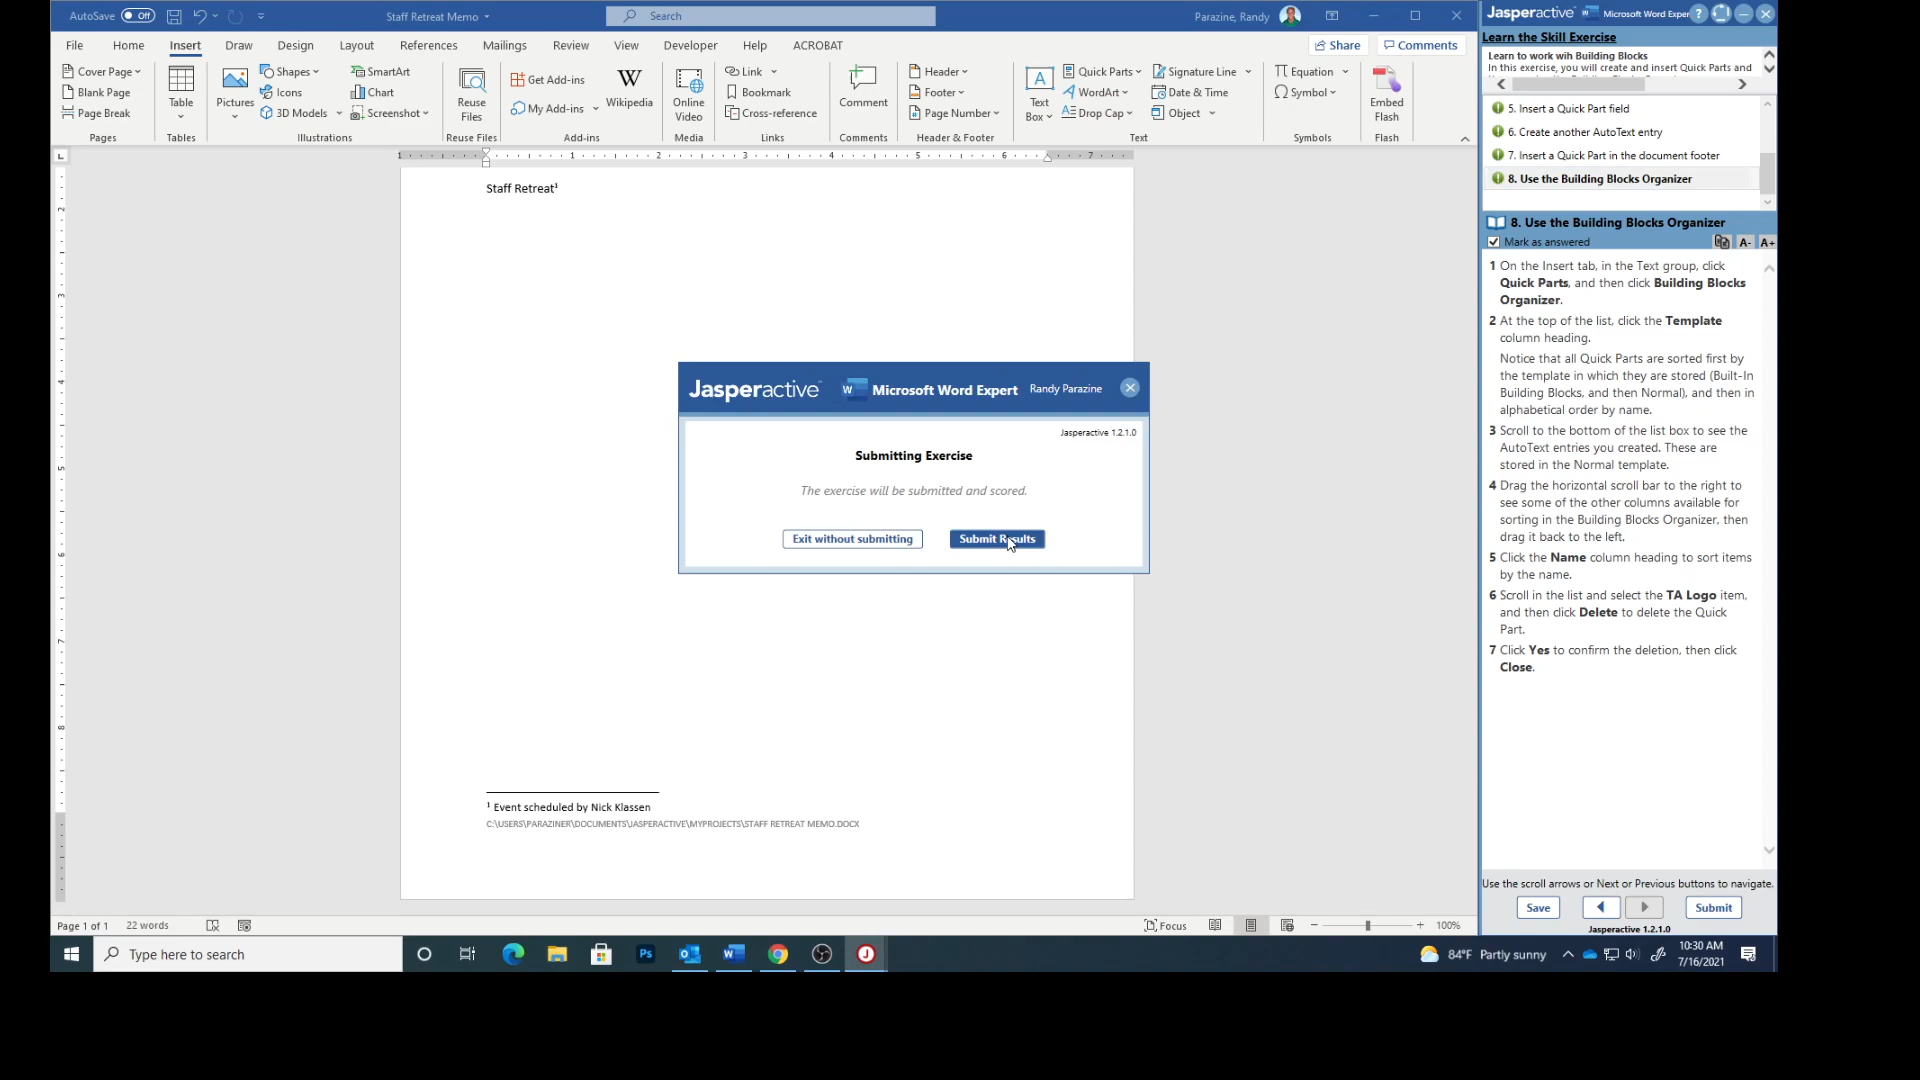 AutoSave Off
Staff Retreat Memo
Search
Parazine, Randy
File Home Insert Draw Design Layout References Mailings Review View Developer Help ACROBAT
Share Comments
Cover Page
Blank Page
Page Break
Pages
Table
Tables
Pictures
Shapes
Icons
3D Models
SmartArt
Chart
Screenshot
Illustrations
Reuse
Files
Reuse Files
Get Add-ins
My Add-ins
Wikipedia
Add-ins
Online
Video
Media
Link
Bookmark
Cross-reference
Links
Comment
Comments
Header
Footer
Page Number
Header & Footer
Text
Box
Quick Parts
WordArt
Drop Cap
Signature Line
Date & Time
Object
Text
Equation
Symbol
Symbols
Embed
Flash
Flash
1 1 2 3 4 5 6 7
Staff Retreat¹
Jasperactive Microsoft Word Expert Randy Parazine
Jasperactive 1.2.1.0
Submitting Exercise
The exercise will be submitted and scored.
Exit without submitting Submit Results
¹ Event scheduled by Nick Klassen
C:\USERS\PARAZINER\DOCUMENTS\JASPERACTIVE\MYPROJECTS\STAFF RETREAT MEMO.DOCX
Page 1 of 1 22 words
Focus
100%
Jasperactive Microsoft Word Exper
Learn the Skill Exercise
Learn to work wih Building Blocks
In this exercise, you will create and insert Quick Parts and
5. Insert a Quick Part field
6. Create another AutoText entry
7. Insert a Quick Part in the document footer
8. Use the Building Blocks Organizer
8. Use the Building Blocks Organizer
Mark as answered
A- A+
1 On the Insert tab, in the Text group, click
Quick Parts, and then click Building Blocks
Organizer.
2 At the top of the list, click the Template
column heading.
Notice that all Quick Parts are sorted first by
the template in which they are stored (Built-In
Building Blocks, and then Normal), and then in
alphabetical order by name.
3 Scroll to the bottom of the list box to see the
AutoText entries you created. These are
stored in the Normal template.
4 Drag the horizontal scroll bar to the right to
see some of the other columns available for
sorting in the Building Blocks Organizer, then
drag it back to the left.
5 Click the Name column heading to sort items
by the name.
6 Scroll in the list and select the TA Logo item,
and then click Delete to delete the Quick
Part.
7 Click Yes to confirm the deletion, then click
Close.
Use the scroll arrows or Next or Previous buttons to navigate.
Save Submit
Jasperactive 1.2.1.0
Type here to search
84°F Partly sunny
10:30 AM
7/16/2021